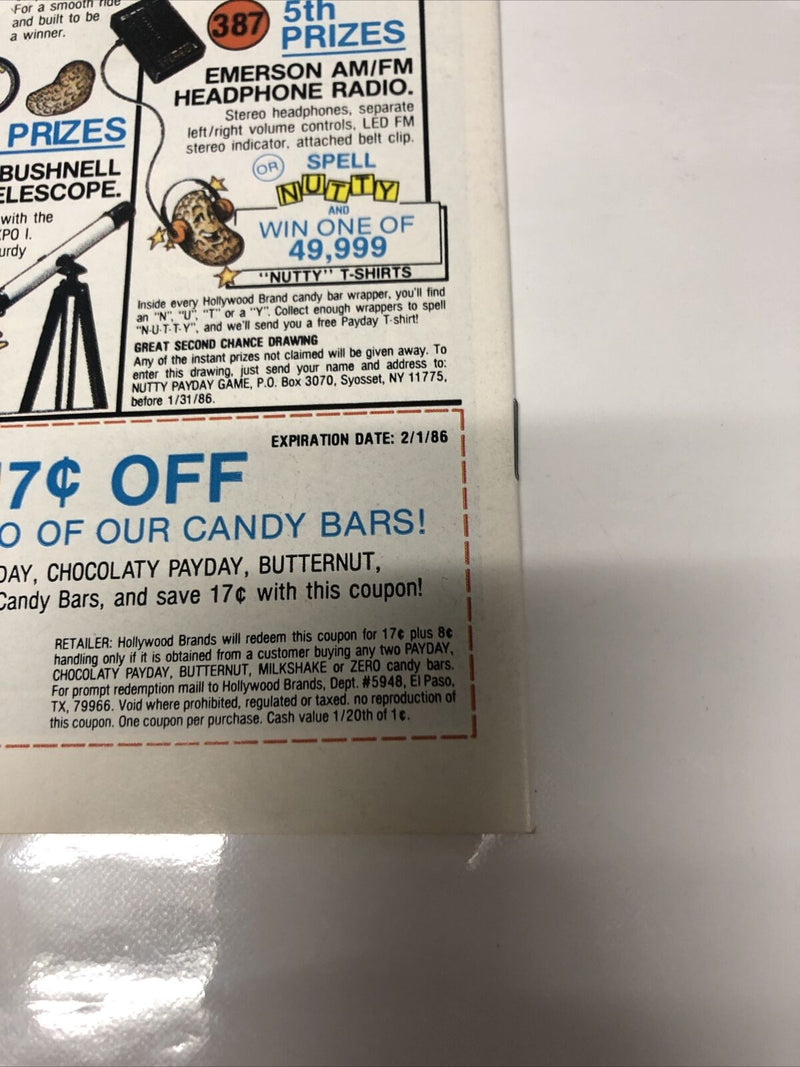 For a smooth ride
and built to be
a winner.
PRIZES
BUSHNELL
TELESCOPE.
with the
urdy
387
5th
PRIZES
EMERSON AM/FM
HEADPHONE RADIO.
Stereo headphones, separate
left/right volume controls, LED FM
stereo indicator, attached belt clip.
OR SPELL
NUTTY
AND
WIN ONE OF
49,999
"NUTTY" T-SHIRTS
Inside every Hollywood Brand candy bar wrapper, you'll find
an "N", "U", "T" or a "Y". Collect enough wrappers to spell
"N-U-T-T-Y", and we'll send you a free Payday T-shirt!
GREAT SECOND CHANCE DRAWING
Any of the instant prizes not claimed will be given away. To
enter this drawing, just send your name and address to:
NUTTY PAYDAY GAME, P.O. Box 3070, Syosset, NY 11775,
before 1/31/86.
EXPIRATION DATE: 2/1/86
17¢ OFF
O OF OUR CANDY BARS!
DAY, CHOCOLATY PAYDAY, BUTTERNUT,
Candy Bars, and save 17¢ with this coupon!
RETAILER: Hollywood Brands will redeem this coupon for 17¢ plus 8¢
handling only if it is obtained from a customer buying any two PAYDAY,
CHOCOLATY PAYDAY, BUTTERNUT, MILKSHAKE or ZERO candy bars.
For prompt redemption maill to Hollywood Brands, Dept. #5948, El Paso,
TX, 79966. Void where prohibited, regulated or taxed. no reproduction of
this coupon. One coupon per purchase. Cash value 1/20th of 1¢.